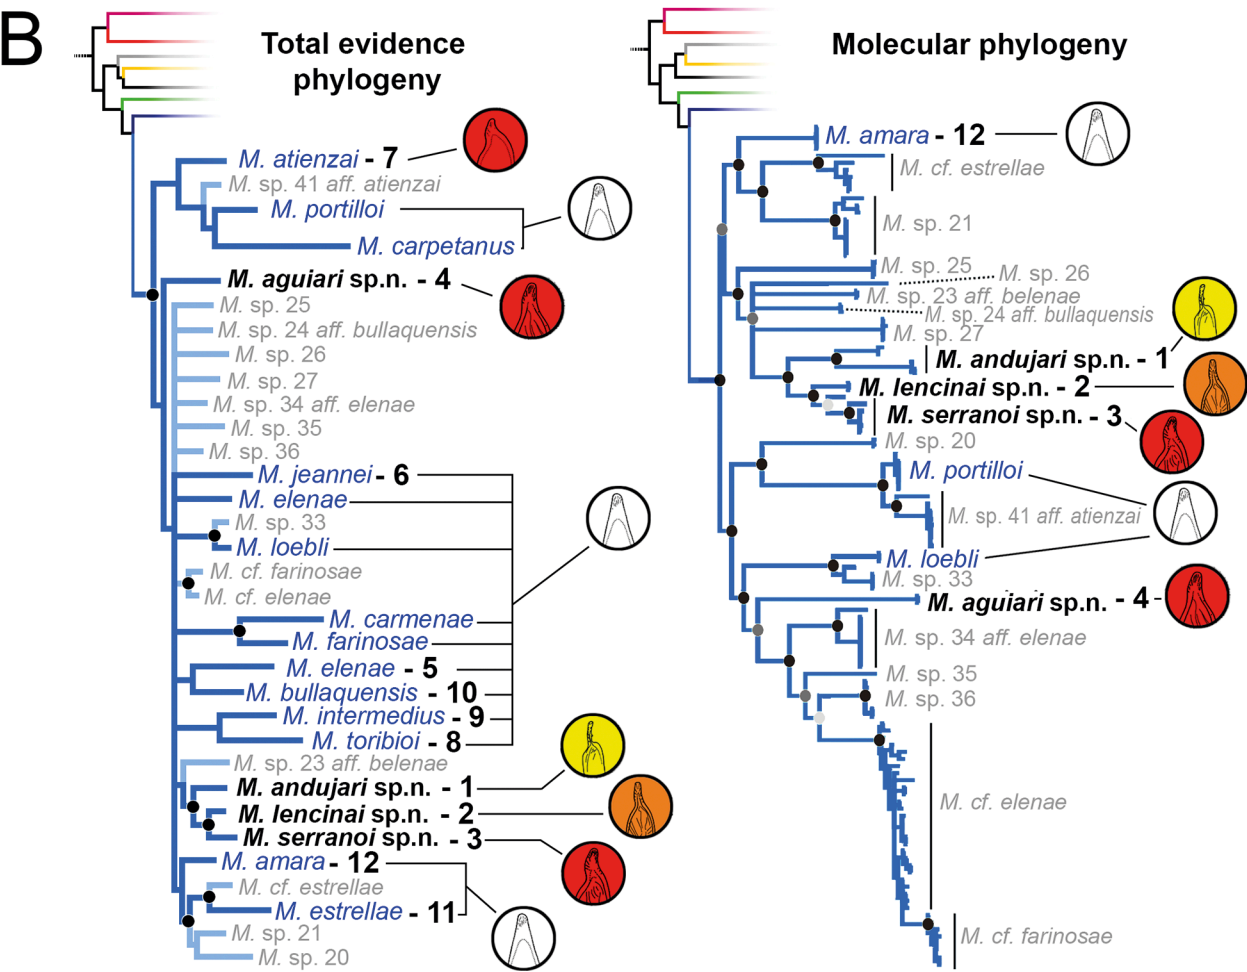 B
Total evidence
phylogeny
M. atienzai - 7
M. sp. 41 aff. atienzai
M. portilloi
M. carpetanus
M. aguiari sp.n. - 4
M. sp. 25
M. sp. 24 aff. bullaquensis
M. sp. 26
M. sp. 27
M. sp. 34 aff. elenae
M. sp. 35
M. sp. 36
M. jeannei - 6
M. elenae
M. sp. 33
M. loebli
M. cf. farinosae
M. cf. elenae
M. carmenae
M. farinosae
M. elenae - 5
M. bullaquensis - 10
M. intermedius - 9
M. toribioi - 8
M. sp. 23 aff. belenae
M. andujari sp.n. - 1
M. lencinai sp.n. - 2
M. serranoi sp.n. - 3
M. amara - 12
M. cf. estrellae
M. estrellae - 11
M. sp. 21
M. sp. 20
Molecular phylogeny
M. amara - 12
M. cf. estrellae
M. sp. 21
M. sp. 25
M. sp. 26
M. sp. 23 aff. belenae
M. sp. 24 aff. bullaquensis
M. sp. 27
M. andujari sp.n. - 1
M. lencinai sp.n. - 2
M. serranoi sp.n. - 3
M. sp. 20
M. portilloi
M. sp. 41 aff. atienzai
M. loebli
M. sp. 33
M. aguiari sp.n. - 4
M. sp. 34 aff. elenae
M. sp. 35
M. sp. 36
M. cf. elenae
M. cf. farinosae